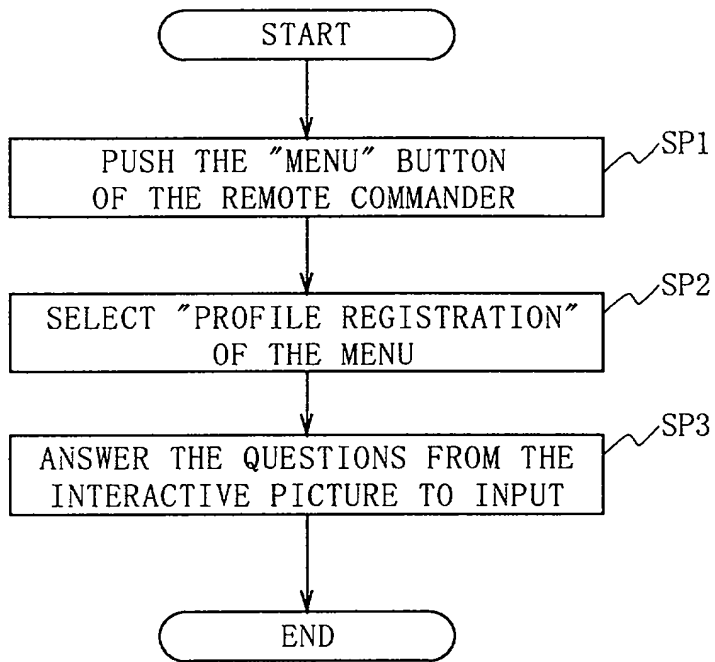 START
PUSH THE "MENU" BUTTON
OF THE REMOTE COMMANDER
SP1
SELECT "PROFILE REGISTRATION"
OF THE MENU
SP2
ANSWER THE QUESTIONS FROM THE
INTERACTIVE PICTURE TO INPUT
SP3
END